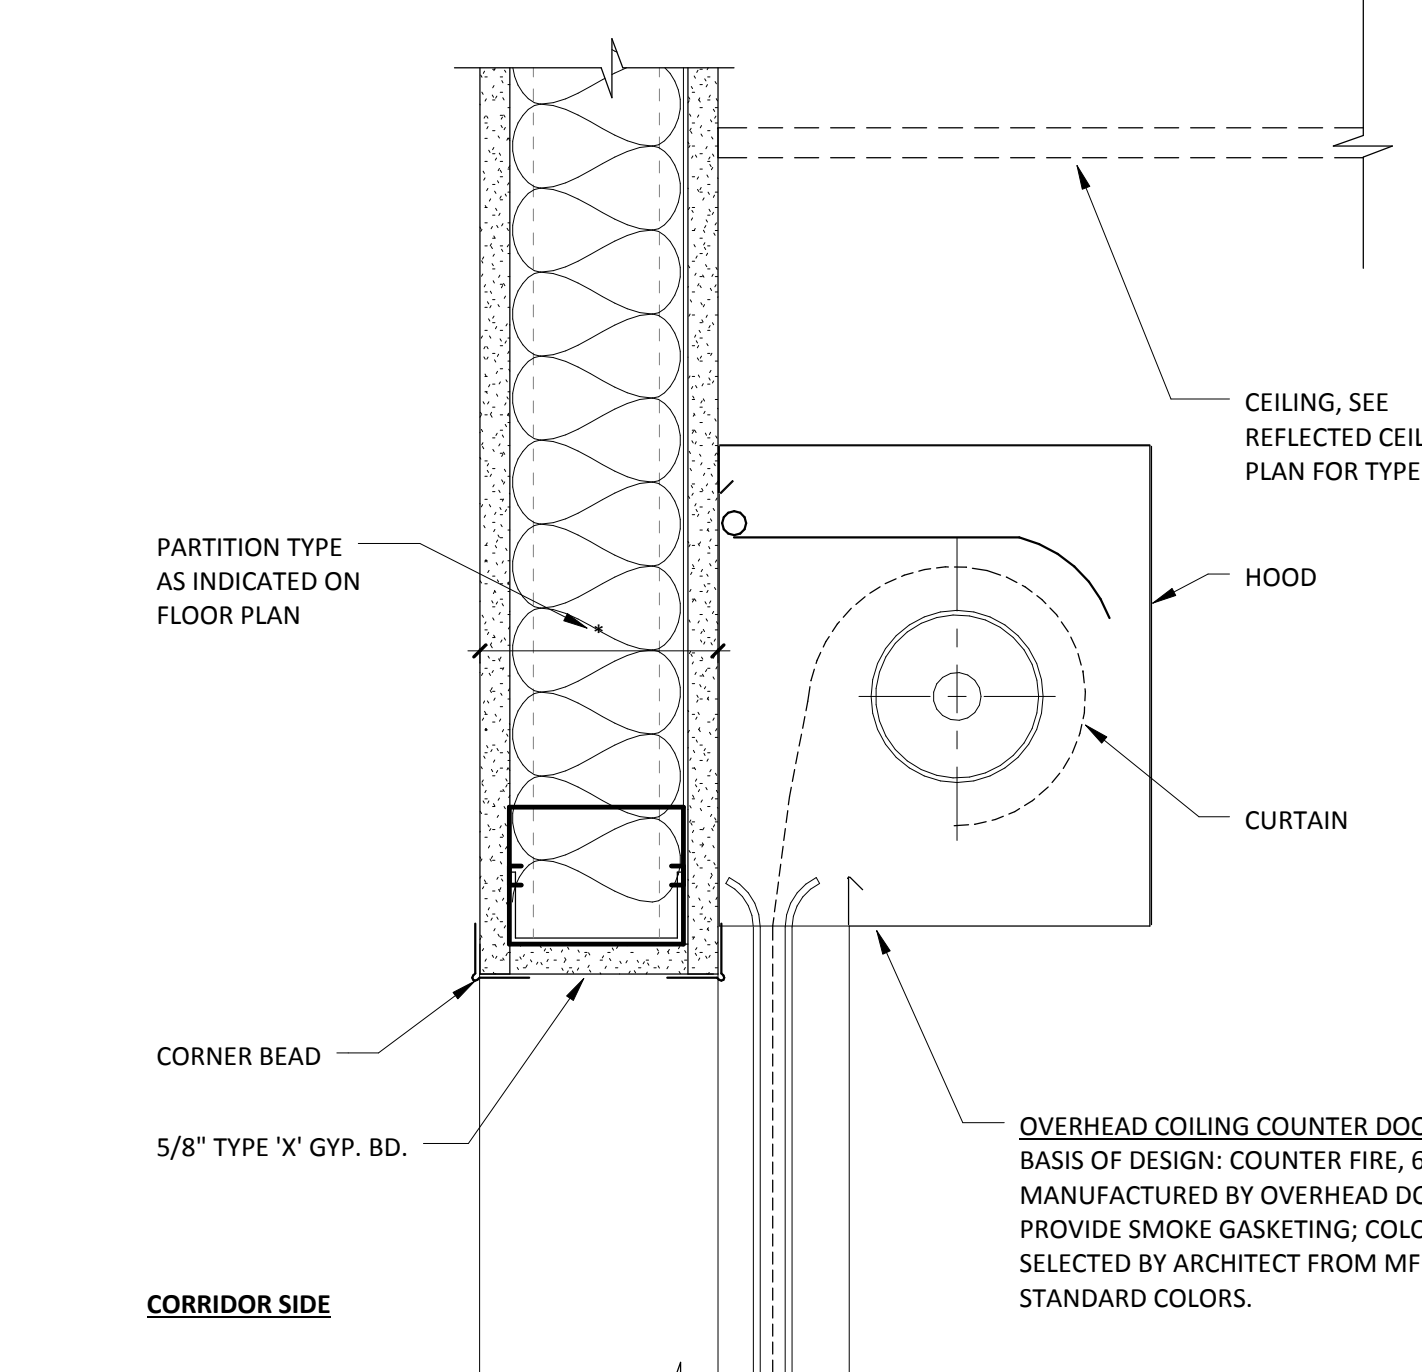 CEILING, SEE
REFLECTED CEIL
PLAN FOR TYPE
PARTITION TYPE
AS INDICATED ON
FLOOR PLAN
*
HOOD
CURTAIN
CORNER BEAD
5/8" TYPE 'X' GYP. BD.
OVERHEAD COILING COUNTER DOO
BASIS OF DESIGN: COUNTER FIRE, 6
MANUFACTURED BY OVERHEAD DO
PROVIDE SMOKE GASKETING; COLO
SELECTED BY ARCHITECT FROM MF
STANDARD COLORS.
CORRIDOR SIDE